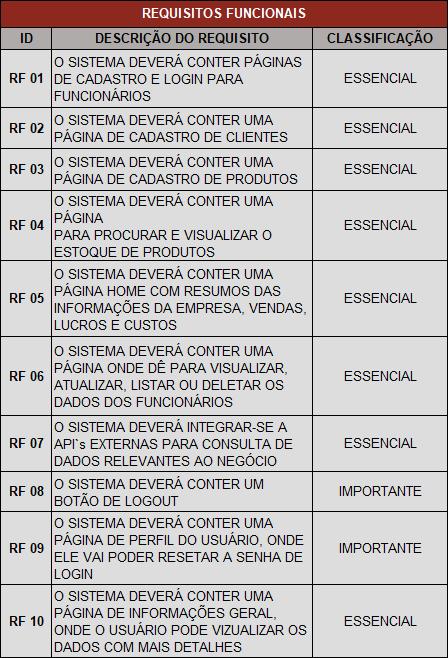 REQUISITOS FUNCIONAIS
ID DESCRIÇÃO DO REQUISITO CLASSIFICAÇÃO
RF 01 O SISTEMA DEVERÁ CONTER PÁGINAS
DE CADASTRO E LOGIN PARA
FUNCIONÁRIOS
ESSENCIAL
RF 02 O SISTEMA DEVERÁ CONTER UMA
PÁGINA DE CADASTRO DE CLIENTES
ESSENCIAL
RF 03 O SISTEMA DEVERÁ CONTER UMA
PÁGINA DE CADASTRO DE PRODUTOS
ESSENCIAL
RF 04 O SISTEMA DEVERÁ CONTER UMA
PÁGINA
PARA PROCURAR E VISUALIZAR O
ESTOQUE DE PRODUTOS
ESSENCIAL
RF 05 O SISTEMA DEVERÁ CONTER UMA
PÁGINA HOME COM RESUMOS DAS
INFORMAÇÕES DA EMPRESA, VENDAS,
LUCROS E CUSTOS
ESSENCIAL
RF 06 O SISTEMA DEVERÁ CONTER UMA
PÁGINA ONDE DÊ PARA VISUALIZAR,
ATUALIZAR, LISTAR OU DELETAR OS
DADOS DOS FUNCIONÁRIOS
ESSENCIAL
RF 07 O SISTEMA DEVERÁ INTEGRAR-SE A
API`s EXTERNAS PARA CONSULTA DE
DADOS RELEVANTES AO NEGÓCIO
ESSENCIAL
RF 08 O SISTEMA DEVERÁ CONTER UM
BOTÃO DE LOGOUT
IMPORTANTE
RF 09 O SISTEMA DEVERÁ CONTER UMA
PÁGINA DE PERFIL DO USUÁRIO, ONDE
ELE VAI PODER RESETAR A SENHA DE
LOGIN
IMPORTANTE
RF 10 O SISTEMA DEVERÁ CONTER UMA
PÁGINA DE INFORMAÇÕES GERAL,
ONDE O USUÁRIO PODE VIZUALIZAR OS
DADOS COM MAIS DETALHES
ESSENCIAL